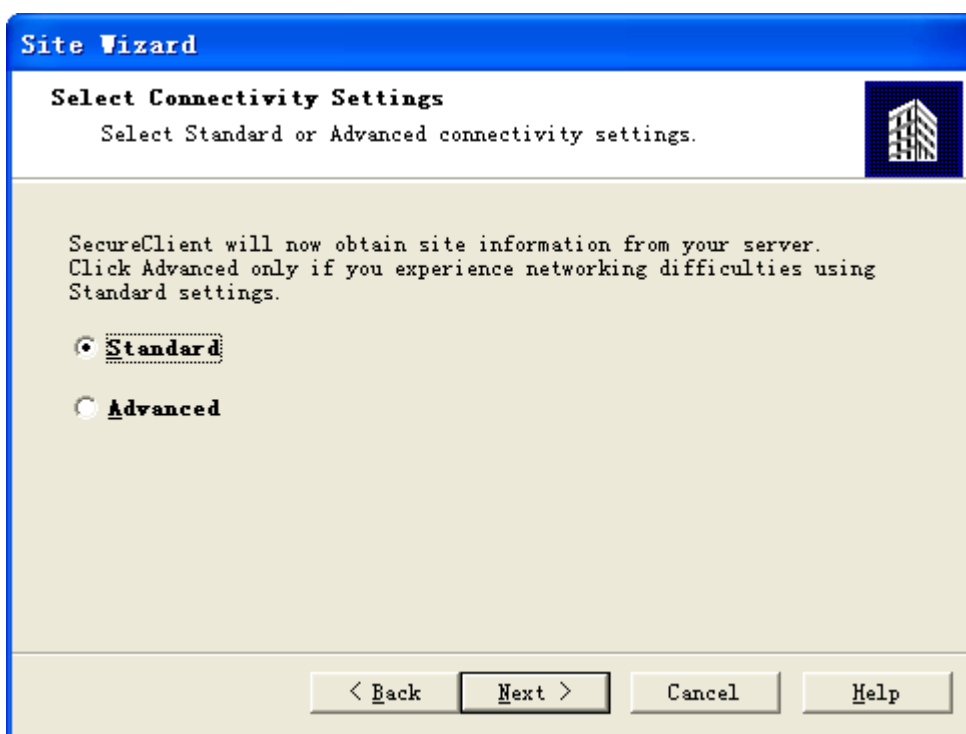 Site Wizard
Select Connectivity Settings
Select Standard or Advanced connectivity settings.
SecureClient will now obtain site information from your server.
Click Advanced only if you experience networking difficulties using
Standard settings.
Standard
Advanced
< Back
Next >
Cancel
Help